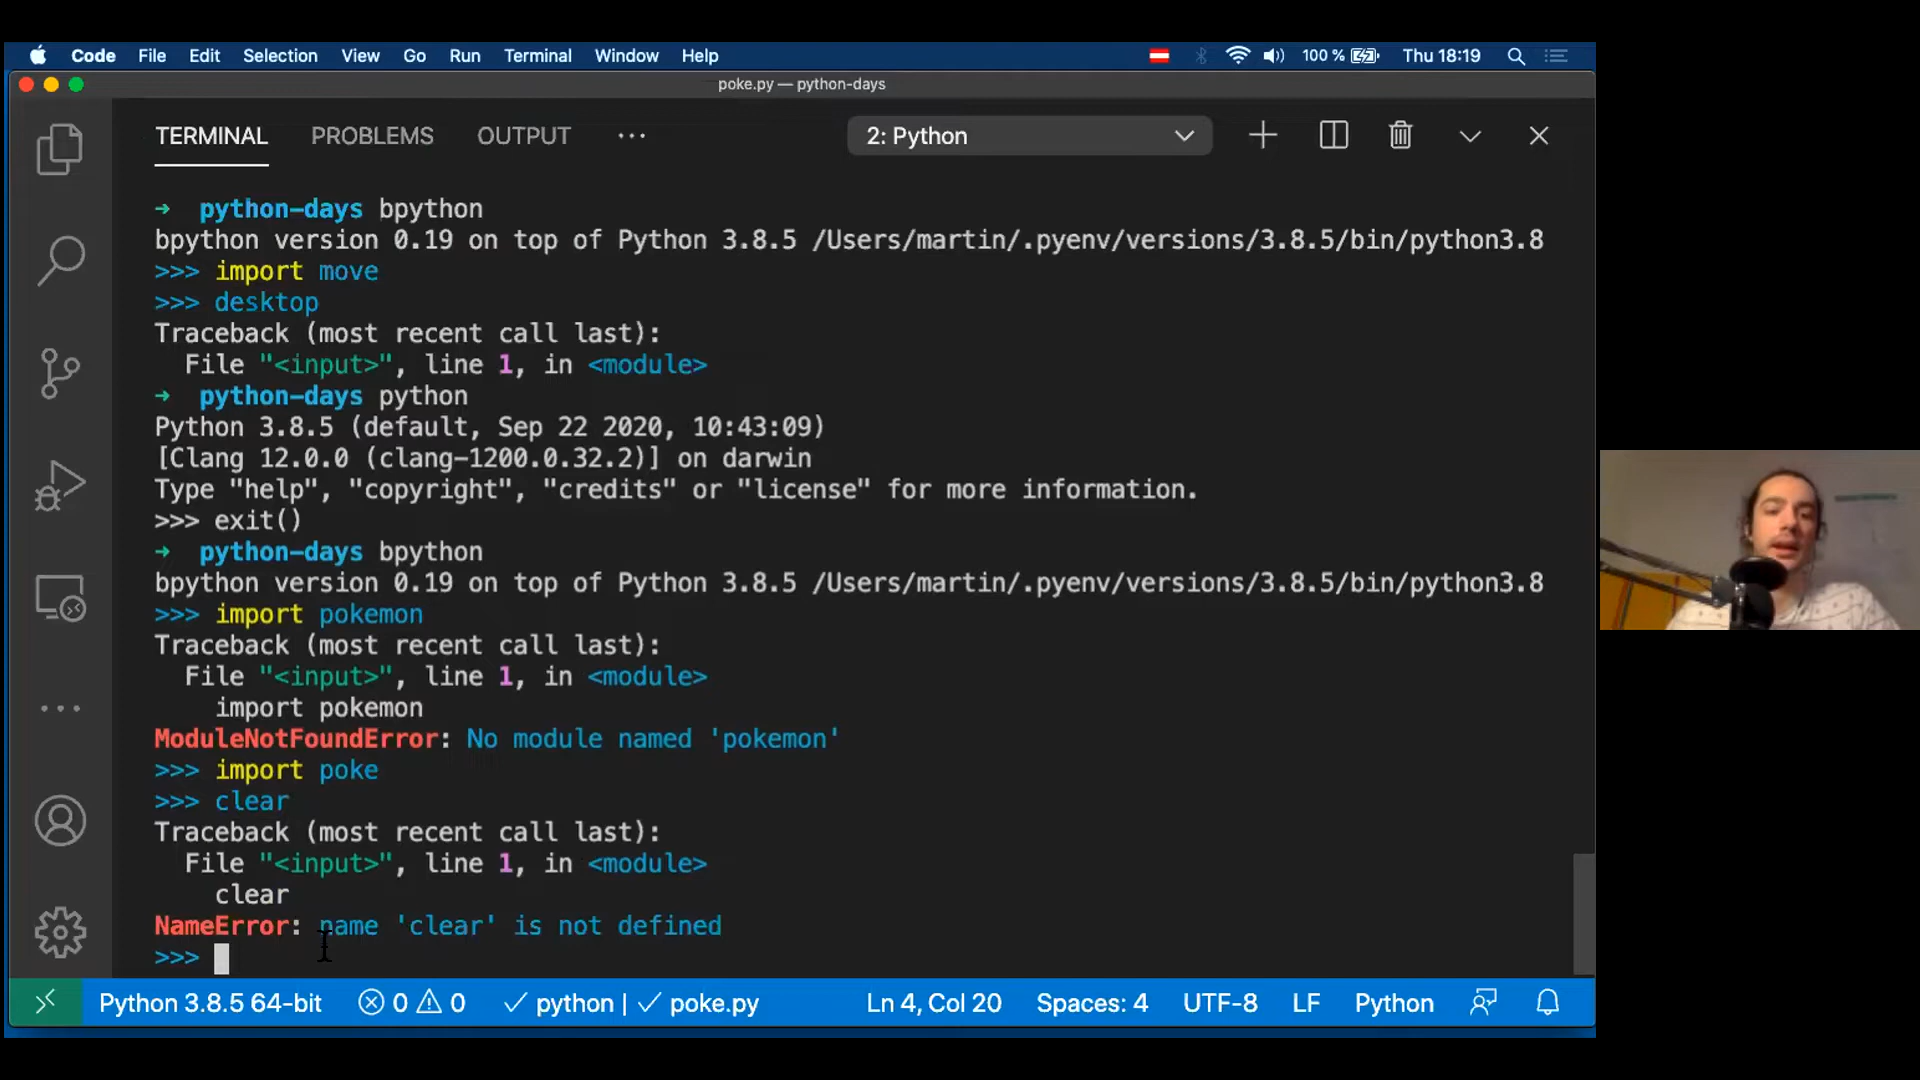 Code File Edit Selection View Go Run Terminal Window Help 100 % Thu 18:19
poke.py — python-days
TERMINAL PROBLEMS OUTPUT ··· 2: Python
→ python-days bpython
bpython version 0.19 on top of Python 3.8.5 /Users/martin/.pyenv/versions/3.8.5/bin/python3.8
>>> import move
>>> desktop
Traceback (most recent call last):
File "<input>", line 1, in <module>
→ python-days python
Python 3.8.5 (default, Sep 22 2020, 10:43:09)
[Clang 12.0.0 (clang-1200.0.32.2)] on darwin
Type "help", "copyright", "credits" or "license" for more information.
>>> exit()
→ python-days bpython
bpython version 0.19 on top of Python 3.8.5 /Users/martin/.pyenv/versions/3.8.5/bin/python3.8
>>> import pokemon
Traceback (most recent call last):
File "<input>", line 1, in <module>
import pokemon
ModuleNotFoundError: No module named 'pokemon'
>>> import poke
>>> clear
Traceback (most recent call last):
File "<input>", line 1, in <module>
clear
NameError: name 'clear' is not defined
>>>
Python 3.8.5 64-bit 0 0 ✓ python | ✓ poke.py Ln 4, Col 20 Spaces: 4 UTF-8 LF Python